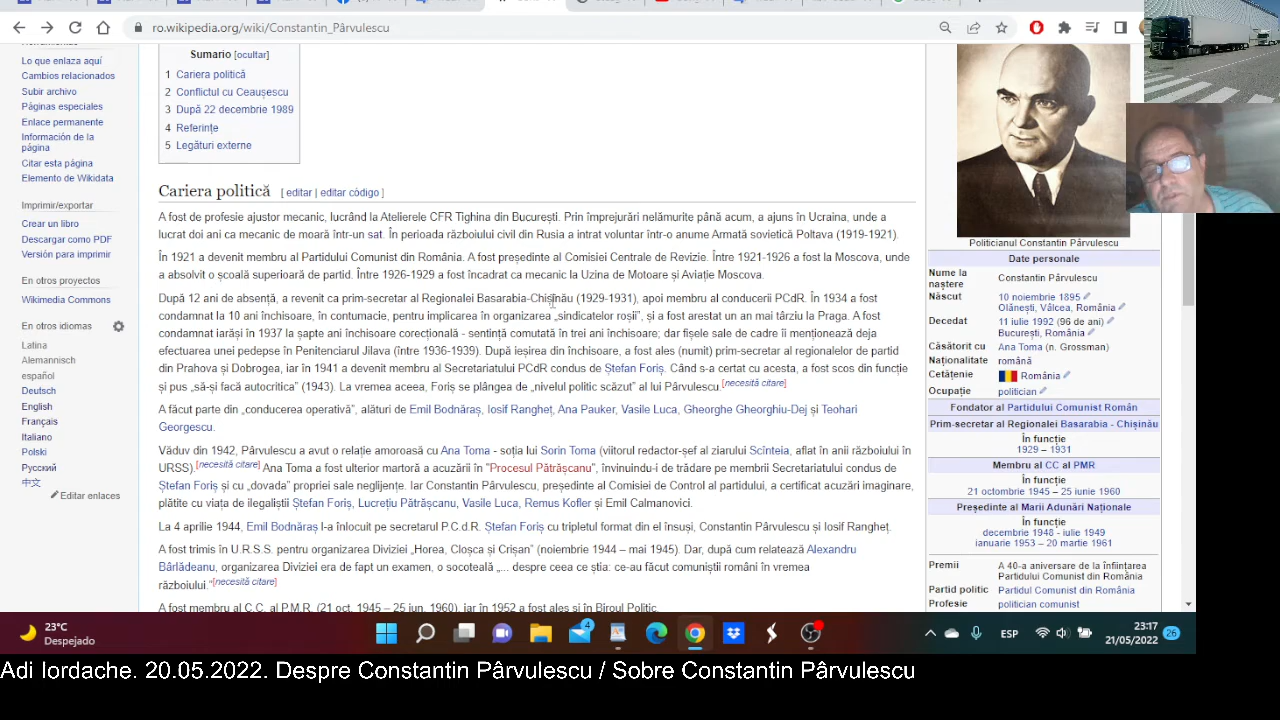 ro.wikipedia.org/wiki/Constantin_Pârvulescu
Lo que enlaza aquí
Cambios relacionados
Subir archivo
Páginas especiales
Enlace permanente
Información de la
página
Citar esta página
Elemento de Wikidata
Imprimir/exportar
Crear un libro
Descargar como PDF
Versión para imprimir
En otros proyectos
Wikimedia Commons
En otros idiomas
Latina
Alemannisch
español
Deutsch
English
Français
Italiano
Polski
Русский
中文
Editar enlaces
Sumario [ocultar]
1 Cariera politică
2 Conflictul cu Ceaușescu
3 După 22 decembrie 1989
4 Referințe
5 Legături externe
Cariera politică [ editar | editar código ]
A fost de profesie ajustor mecanic, lucrând la Atelierele CFR Tighina din București. Prin împrejurări nelămurite până acum, a ajuns în Ucraina, unde a
lucrat doi ani ca mecanic de moară într-un sat. În perioada războiului civil din Rusia a intrat voluntar într-o anume Armată sovietică Poltava (1919-1921).
În 1921 a devenit membru al Partidului Comunist din România. A fost președinte al Comisiei Centrale de Revizie. Între 1921-1926 a fost la Moscova, unde
a absolvit o școală superioară de partid. Între 1926-1929 a fost încadrat ca mecanic la Uzina de Motoare și Aviație Moscova.
După 12 ani de absență, a revenit ca prim-secretar al Regionalei Basarabia-Chișinău (1929-1931), apoi membru al conducerii PCdR. În 1934 a fost
condamnat la 10 ani închisoare, în contumacie, pentru implicarea în organizarea „sindicatelor roșii”, și a fost arestat un an mai târziu la Praga. A fost
condamnat iarăși în 1937 la șapte ani închisoare corecțională - sentință comutată în trei ani închisoare; dar fișele sale de cadre îi menționează deja
efectuarea unei pedepse în Penitenciarul Jilava (între 1936-1939). După ieșirea din închisoare, a fost ales (numit) prim-secretar al regionalelor de partid
din Prahova și Dobrogea, iar în 1941 a devenit membru al Secretariatului PCdR condus de Ștefan Foriș. Când s-a certat cu acesta, a fost scos din funcție
și pus „să-și facă autocritica” (1943). La vremea aceea, Foriș se plângea de „nivelul politic scăzut” al lui Pârvulescu.[necesită citare]
A făcut parte din „conducerea operativă”, alături de Emil Bodnăraș, Iosif Rangheț, Ana Pauker, Vasile Luca, Gheorghe Gheorghiu-Dej și Teohari
Georgescu.
Văduv din 1942, Pârvulescu a avut o relație amoroasă cu Ana Toma - soția lui Sorin Toma (viitorul redactor-șef al ziarului Scînteia, aflat în anii războiului în
URSS).[necesită citare] Ana Toma a fost ulterior martoră a acuzării în "Procesul Pătrășcanu", învinuindu-i de trădare pe membrii Secretariatului condus de
Ștefan Foriș și cu „dovada” propriei sale neglijențe. Iar Constantin Pârvulescu, președinte al Comisiei de Control al partidului, a certificat acuzări imaginare,
plătite cu viața de ilegaliștii Ștefan Foriș, Lucrețiu Pătrășcanu, Vasile Luca, Remus Kofler și Emil Calmanovici.
La 4 aprilie 1944, Emil Bodnăraș l-a înlocuit pe secretarul P.C.d.R. Ștefan Foriș cu tripletul format din el însuși, Constantin Pârvulescu și Iosif Rangheț.
A fost trimis în U.R.S.S. pentru organizarea Diviziei „Horea, Cloșca și Crișan” (noiembrie 1944 – mai 1945). Dar, după cum relatează Alexandru
Bârlădeanu, organizarea Diviziei era de fapt un examen, o socoteală „... despre ceea ce știa: ce-au făcut comuniștii români în vremea
războiului.”[necesită citare]
A fost membru al C.C. al P.M.R. (21 oct. 1945 – 25 iun. 1960), iar în 1952 a fost ales și în Biroul Politic.
Politicianul Constantin Pârvulescu
Date personale
Nume la
naștere
Constantin Pârvulescu
Născut 10 noiembrie 1895
Olănești, Vâlcea, România
Decedat 11 iulie 1992 (96 de ani)
București, România
Căsătorit cu Ana Toma (n. Grossman)
Naționalitate română
Cetățenie România
Ocupație politician
Fondator al Partidului Comunist Român
Prim-secretar al Regionalei Basarabia - Chișinău
În funcție
1929 – 1931
Membru al CC al PMR
În funcție
21 octombrie 1945 – 25 iunie 1960
Președinte al Marii Adunări Naționale
În funcție
decembrie 1948 - iulie 1949
ianuarie 1953 – 20 martie 1961
Premii A 40-a aniversare de la înființarea
Partidului Comunist din România
Partid politic Partidul Comunist din România
Profesie politician comunist
23°C
Despejado
4
ESP
23:17
21/05/2022
26
Adi Iordache. 20.05.2022. Despre Constantin Pârvulescu / Sobre Constantin Pârvulescu